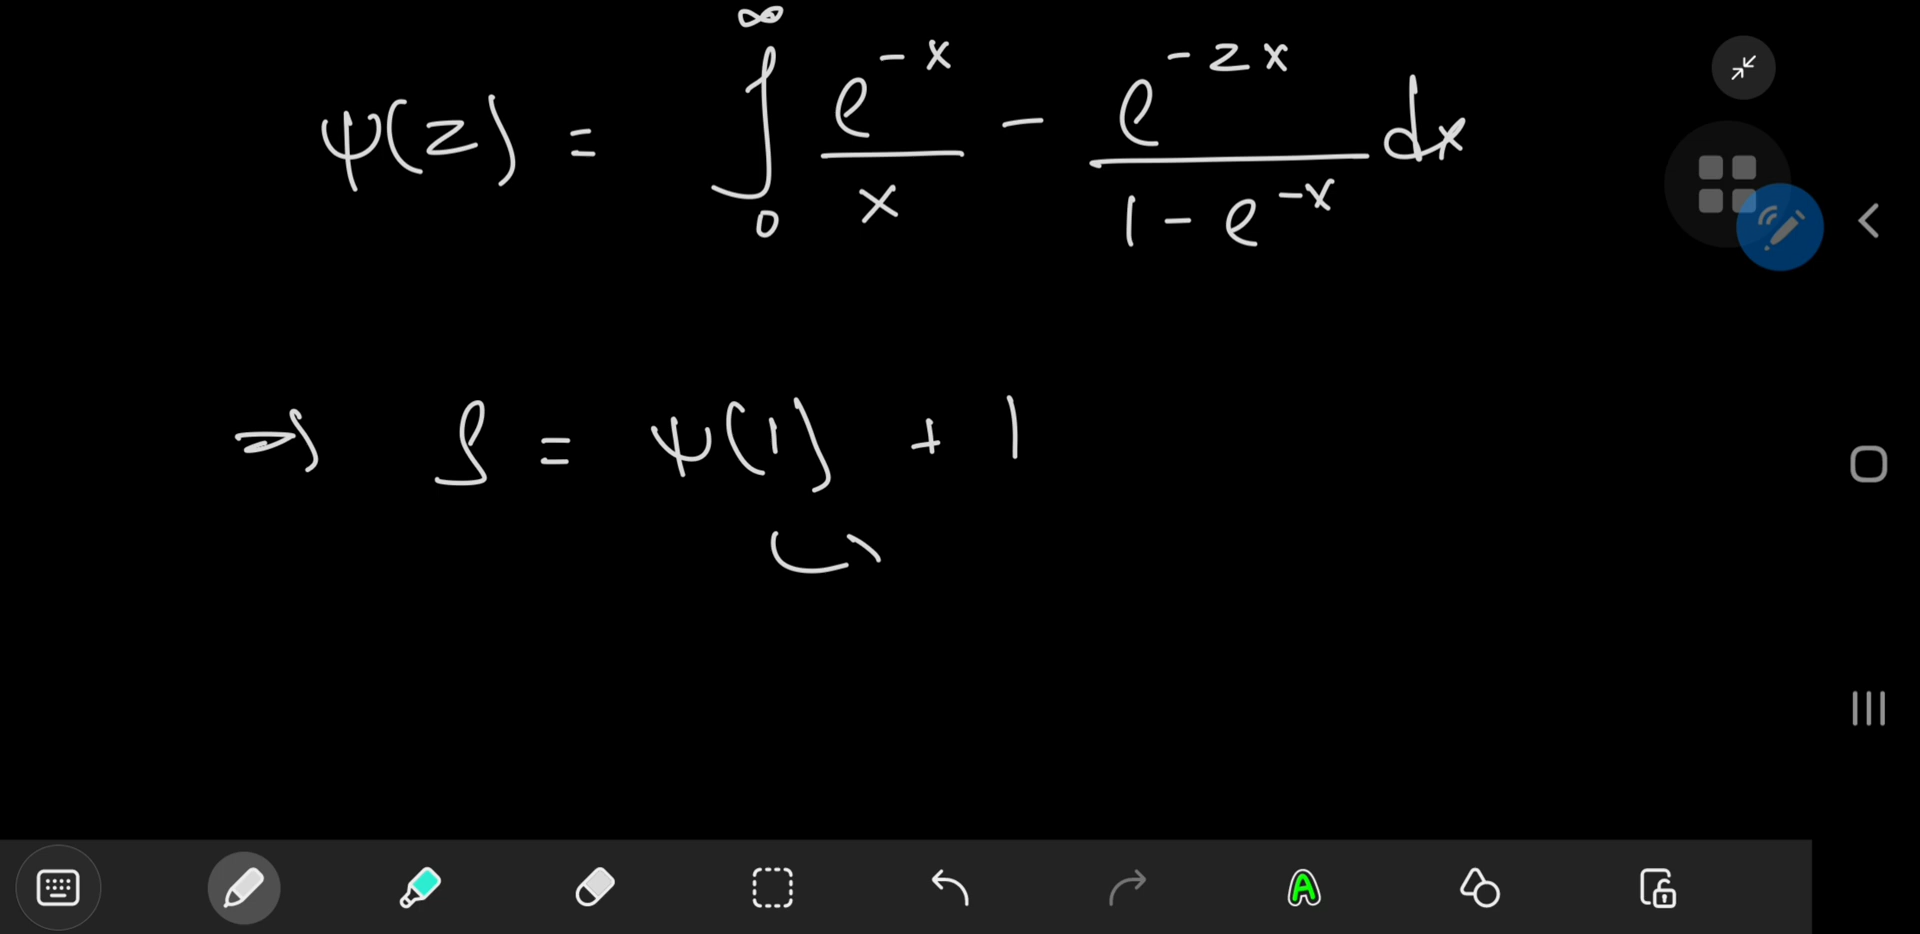 ψ(z) = ∫₀^∞ e^{-x}/x − e^{-zx}/(1 − e^{-x}) dx
⇒ S = ψ(1) + 1